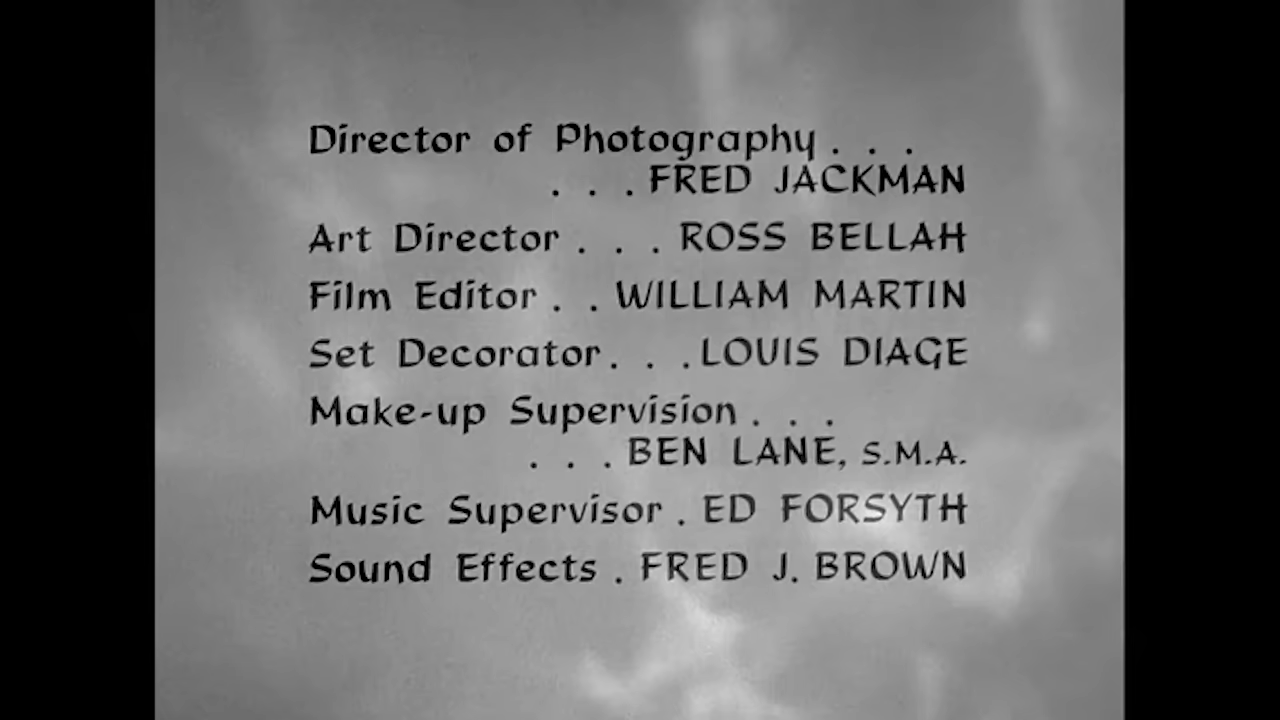 Director of Photography . . .
. . . FRED JACKMAN
Art Director . . . ROSS BELLAH
Film Editor . . WILLIAM MARTIN
Set Decorator. . . LOUIS DIAGE
Make-up Supervision . . .
. . . BEN LANE, S.M.A.
Music Supervisor . ED FORSYTH
Sound Effects . FRED J. BROWN